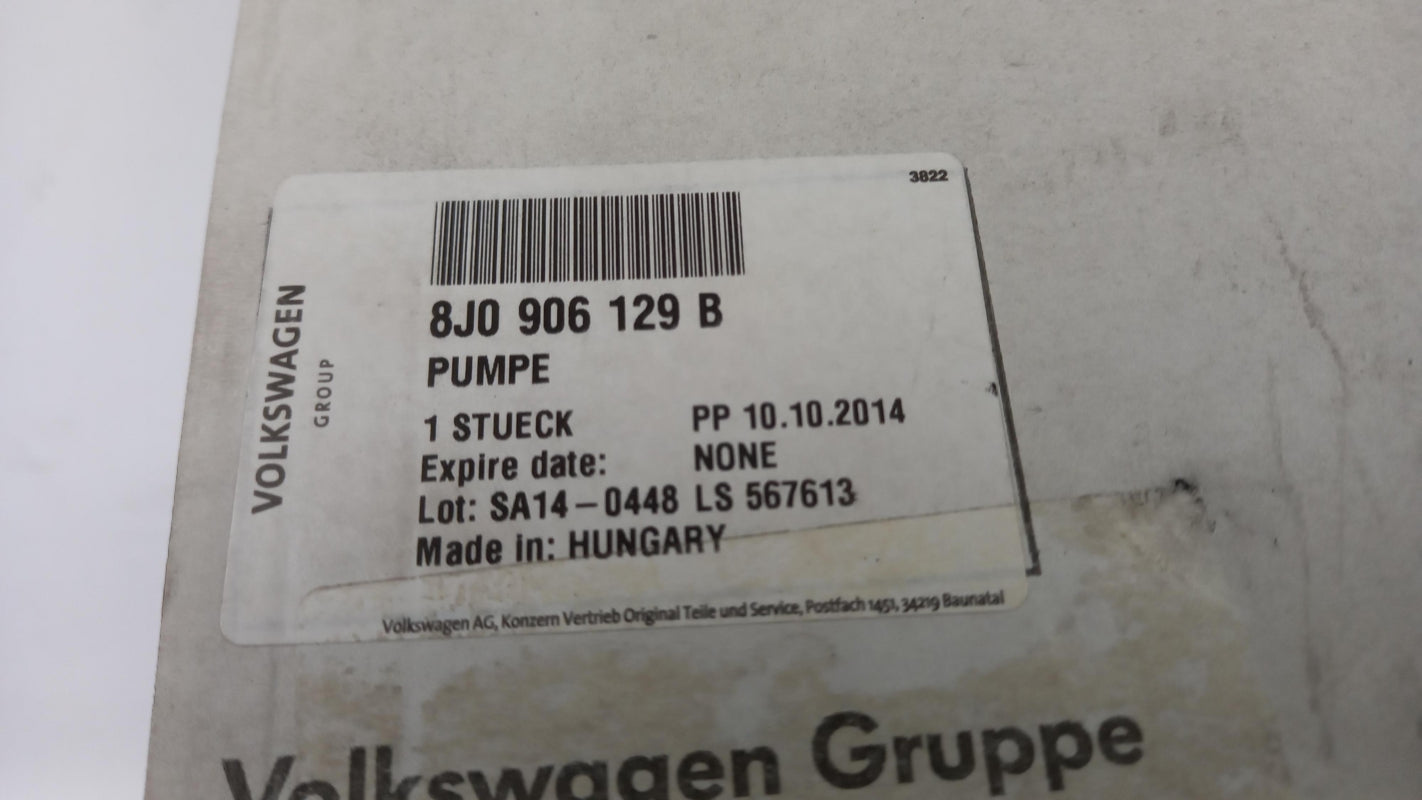 3822
8J0 906 129 B
PUMPE
1 STUECK PP 10.10.2014
Expire date: NONE
Lot: SA14-0448 LS 567613
Made in: HUNGARY
VOLKSWAGEN
GROUP
Volkswagen AG, Konzern Vertrieb Original Teile und Service, Postfach 1451, 34219 Baunatal
Volkswagen Gruppe